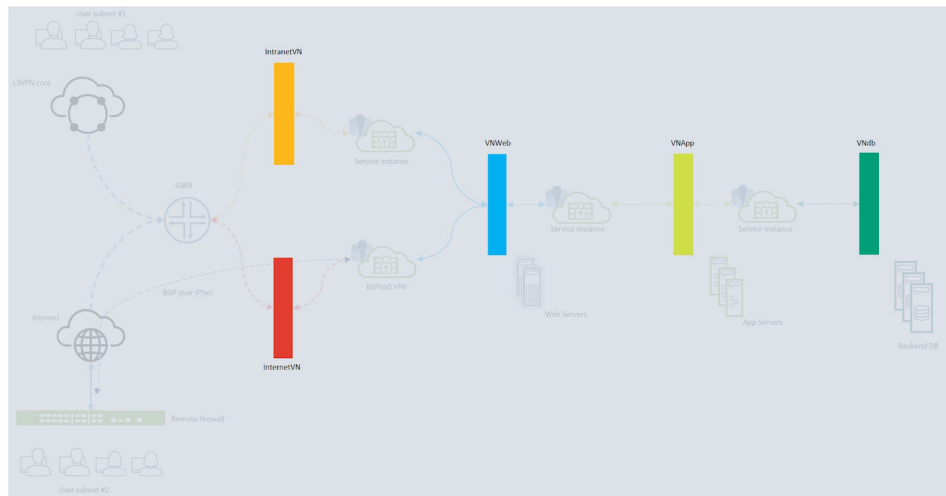 User subnet #1
L3VPN core
IntranetVN
Service Instance
GWR
VNWeb
VNApp
VNdb
Service Instance
Service Instance
BGPaaS VNF
BGP over IPSec
Internet
Web Servers
App Servers
Backend DB
InternetVN
Remote firewall
User subnet #2